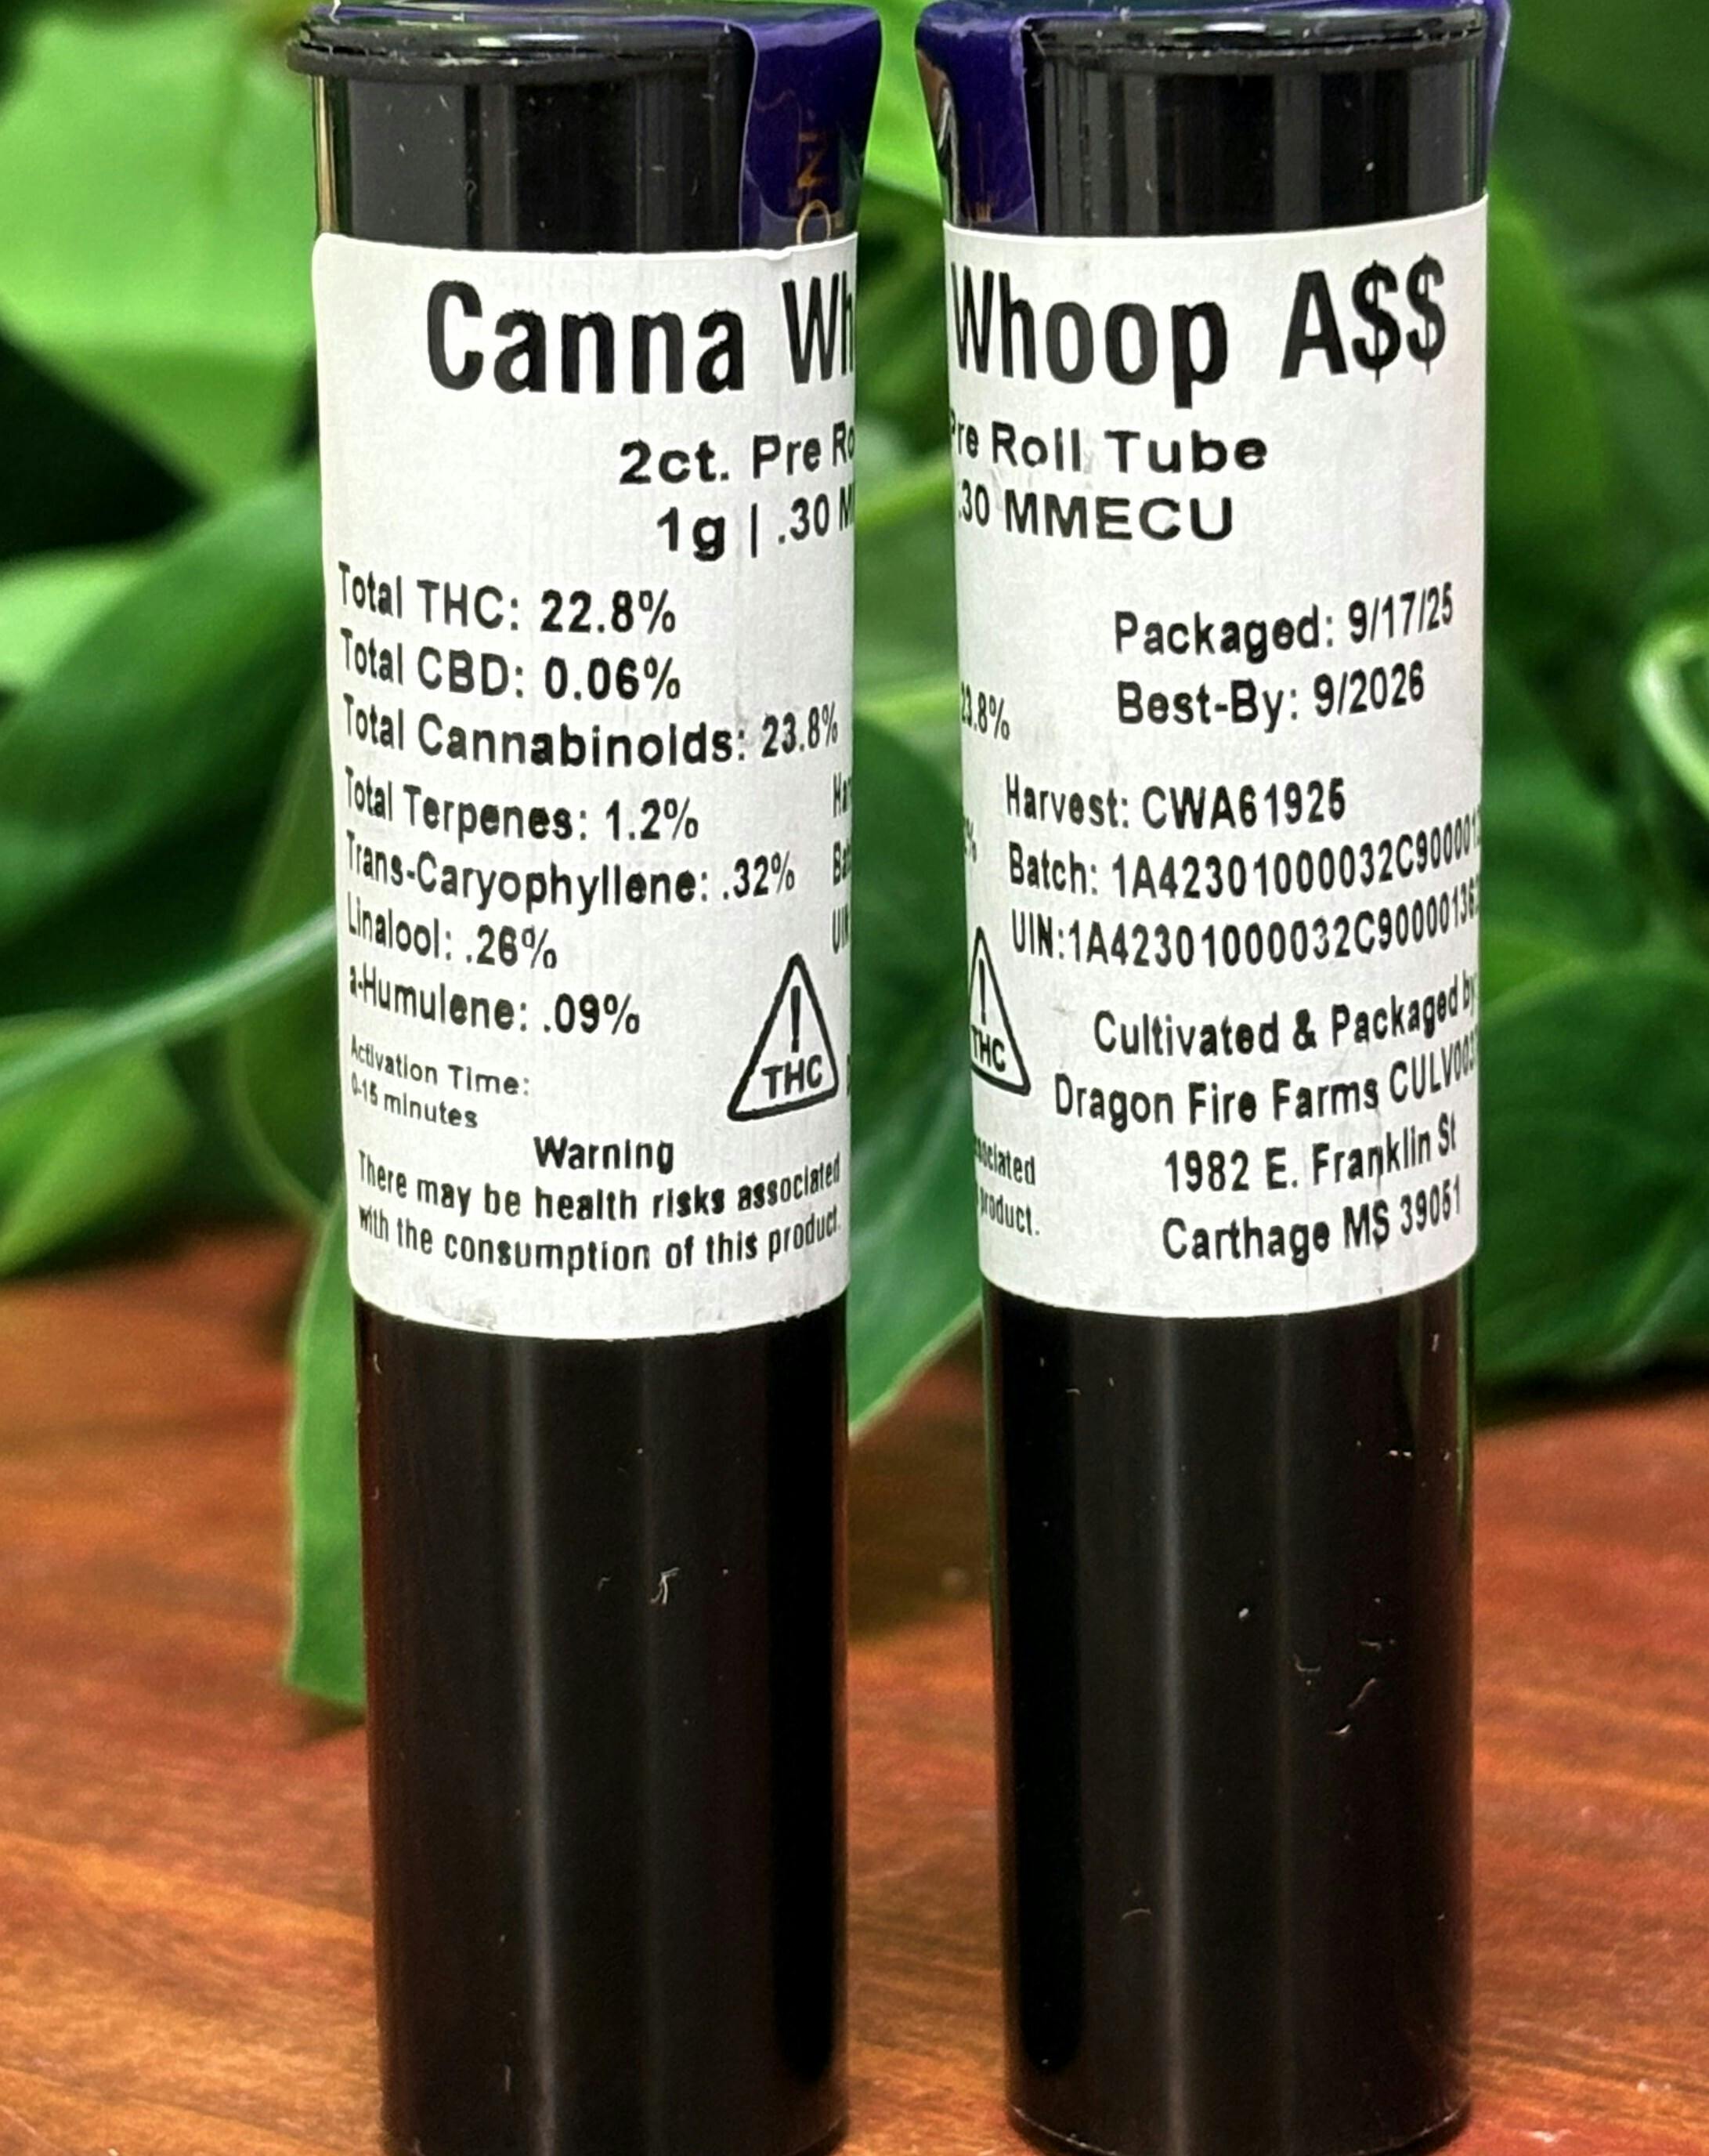 Canna Wh
2ct. Pre Ro
1g | .30 M
Total THC: 22.8%
Total CBD: 0.06%
Total Cannabinoids: 23.8%
Total Terpenes: 1.2%
Trans-Caryophyllene: .32%
Linalool: .26%
a-Humulene: .09%
Activation Time:
0-15 minutes
THC
Warning
There may be health risks associated
with the consumption of this product.
Whoop A$$
Pre Roll Tube
.30 MMECU
Packaged: 9/17/25
Best-By: 9/2026
23.8%
Harvest: CWA61925
Batch:
UIN:
THC
Cultivated & Packaged by
Dragon Fire Farms
1982 E. Franklin St
Carthage MS 39051
sociated
product.